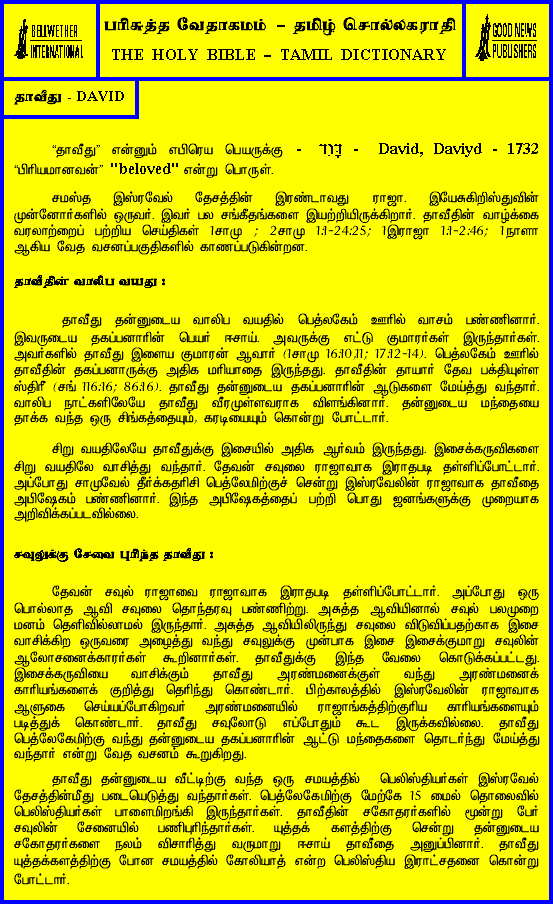 BELLWETHER
INTERNATIONAL
பரிசுத்த வேதாகமம் – தமிழ் சொல்லகராதி
THE HOLY BIBLE – TAMIL DICTIONARY
GOOD NEWS
PUBLISHERS
தாவீது - DAVID
“தாவீது” என்னும் எபிரெய பெயருக்கு - דָּוִד - David, Daviyd - 1732
“பிரியமானவன்” "beloved" என்று பொருள்.
சமஸ்த இஸ்ரவேல் தேசத்தின் இரண்டாவது ராஜா. இயேசுகிறிஸ்துவின்
முன்னோர்களில் ஒருவர். இவர் பல சங்கீதங்களை இயற்றியிருக்கிறார். தாவீதின் வாழ்க்கை
வரலாற்றைப் பற்றிய செய்திகள் 1சாமு ; 2சாமு 1:1-24:25; 1இராஜா 1:1-2:46; 1நாளா
ஆகிய வேத வசனப்பகுதிகளில் காணப்படுகின்றன.
தாவீதின் வாலிப வயது :
தாவீது தன்னுடைய வாலிப வயதில் பெத்லகேம் ஊரில் வாசம் பண்ணினார்.
இவருடைய தகப்பனாரின் பெயர் ஈசாய். அவருக்கு எட்டு குமாரர்கள் இருந்தார்கள்.
அவர்களில் தாவீது இளைய குமாரன் ஆவார் (1சாமு 16:10,11; 17:12-14). பெத்லகேம் ஊரில்
தாவீதின் தகப்பனாருக்கு அதிக மரியாதை இருந்தது. தாவீதின் தாயார் தேவ பக்தியுள்ள
ஸ்திரீ (சங் 116:16; 86:16). தாவீது தன்னுடைய தகப்பனாரின் ஆடுகளை மேய்த்து வந்தார்.
வாலிப நாட்களிலேயே தாவீது வீரமுள்ளவராக விளங்கினார். தன்னுடைய மந்தையை
தாக்க வந்த ஒரு சிங்கத்தையும், கரடியையும் கொன்று போட்டார்.
சிறு வயதிலேயே தாவீதுக்கு இசையில் அதிக ஆர்வம் இருந்தது. இசைக்கருவிகளை
சிறு வயதிலே வாசித்து வந்தார். தேவன் சவுலை ராஜாவாக இராதபடி தள்ளிப்போட்டார்.
அப்போது சாமுவேல் தீர்க்கதரிசி பெத்லேமிற்குச் சென்று இஸ்ரவேலின் ராஜாவாக தாவீதை
அபிஷேகம் பண்ணினார். இந்த அபிஷேகத்தைப் பற்றி பொது ஜனங்களுக்கு முறையாக
அறிவிக்கப்படவில்லை.
சவுலுக்கு சேவை புரிந்த தாவீது :
தேவன் சவுல் ராஜாவை ராஜாவாக இராதபடி தள்ளிப்போட்டார். அப்போது ஒரு
பொல்லாத ஆவி சவுலை தொந்தரவு பண்ணிற்று. அசுத்த ஆவியினால் சவுல் பலமுறை
மனம் தெளிவில்லாமல் இருந்தார். அசுத்த ஆவியிலிருந்து சவுலை விடுவிப்பதற்காக இசை
வாசிக்கிற ஒருவரை அழைத்து வந்து சவுலுக்கு முன்பாக இசை இசைக்குமாறு சவுலின்
ஆலோசனைக்காரர்கள் கூறினார்கள். தாவீதுக்கு இந்த வேலை கொடுக்கப்பட்டது.
இசைக்கருவியை வாசிக்கும் தாவீது அரண்மனைக்குள் வந்து அரண்மனைக்
காரியங்களைக் குறித்து தெரிந்து கொண்டார். பிற்காலத்தில் இஸ்ரவேலின் ராஜாவாக
ஆளுகை செய்யப்போகிறவர் அரண்மனையில் ராஜாங்கத்திற்குரிய காரியங்களையும்
படித்துக் கொண்டார். தாவீது சவுலோடு எப்போதும் கூட இருக்கவில்லை. தாவீது
பெத்லேகேமிற்கு வந்து தன்னுடைய தகப்பனாரின் ஆட்டு மந்தைகளை தொடர்ந்து மேய்த்து
வந்தார் என்று வேத வசனம் கூறுகிறது.
தாவீது தன்னுடைய வீட்டிற்கு வந்த ஒரு சமயத்தில் பெலிஸ்தியர்கள் இஸ்ரவேல்
தேசத்தின்மீது படையெடுத்து வந்தார்கள். பெத்லேகேமிற்கு மேற்கே 15 மைல் தொலைவில்
பெலிஸ்தியர்கள் பாளையமிறங்கி இருந்தார்கள். தாவீதின் சகோதரர்களில் மூன்று பேர்
சவுலின் சேனையில் பணிபுரிந்தார்கள். யுத்தக் களத்திற்கு சென்று தன்னுடைய
சகோதரர்களை நலம் விசாரித்து வருமாறு ஈசாய் தாவீதை அனுப்பினார். தாவீது
யுத்தக்களத்திற்கு போன சமயத்தில் கோலியாத் என்ற பெலிஸ்திய இராட்சதனை கொன்று
போட்டார்.